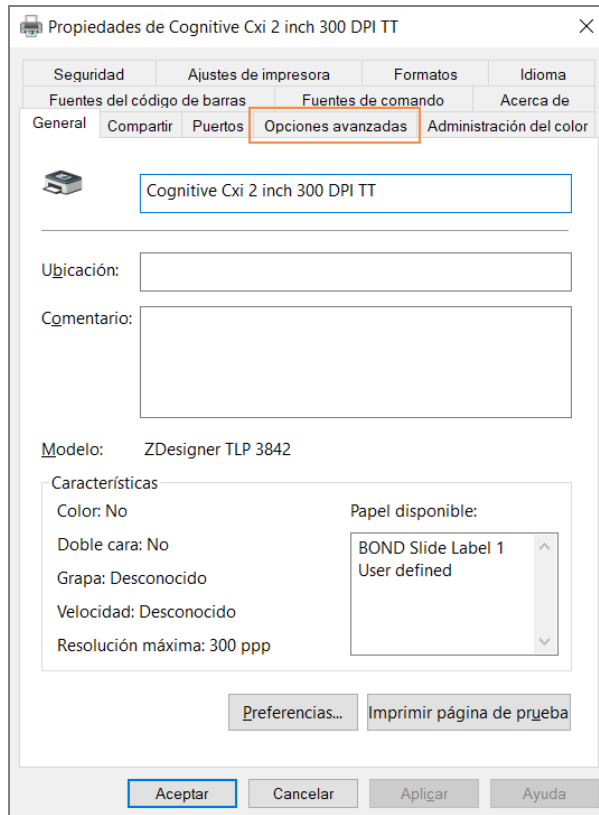 Propiedades de Cognitive Cxi 2 inch 300 DPI TT
Seguridad Ajustes de impresora Formatos Idioma
Fuentes del código de barras Fuentes de comando Acerca de
General Compartir Puertos Opciones avanzadas Administración del color
Cognitive Cxi 2 inch 300 DPI TT
Ubicación:
Comentario:
Modelo: ZDesigner TLP 3842
Características
Color: No
Doble cara: No
Grapa: Desconocido
Velocidad: Desconocido
Resolución máxima: 300 ppp
Papel disponible:
BOND Slide Label 1
User defined
Preferencias... Imprimir página de prueba
Aceptar Cancelar Aplicar Ayuda